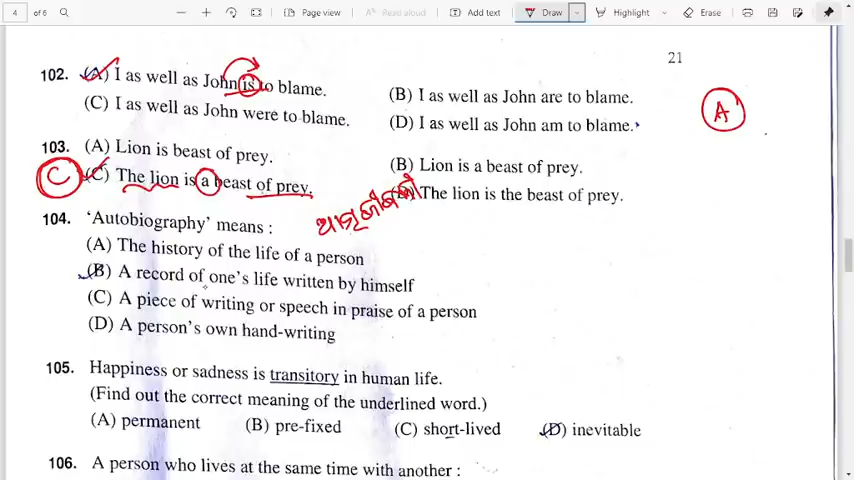 4 of 6 Page view Read aloud Add text Draw Highlight Erase
21
102. (A) I as well as John is to blame.
(B) I as well as John are to blame.
(C) I as well as John were to blame.
(D) I as well as John am to blame.
A
103. (A) Lion is beast of prey.
(B) Lion is a beast of prey.
C (C) The lion is a beast of prey.
(D) The lion is the beast of prey.
104. ‘Autobiography’ means :
(A) The history of the life of a person
(B) A record of one’s life written by himself
(C) A piece of writing or speech in praise of a person
(D) A person’s own hand-writing
105. Happiness or sadness is transitory in human life.
(Find out the correct meaning of the underlined word.)
(A) permanent (B) pre-fixed (C) short-lived (D) inevitable
106. A person who lives at the same time with another :